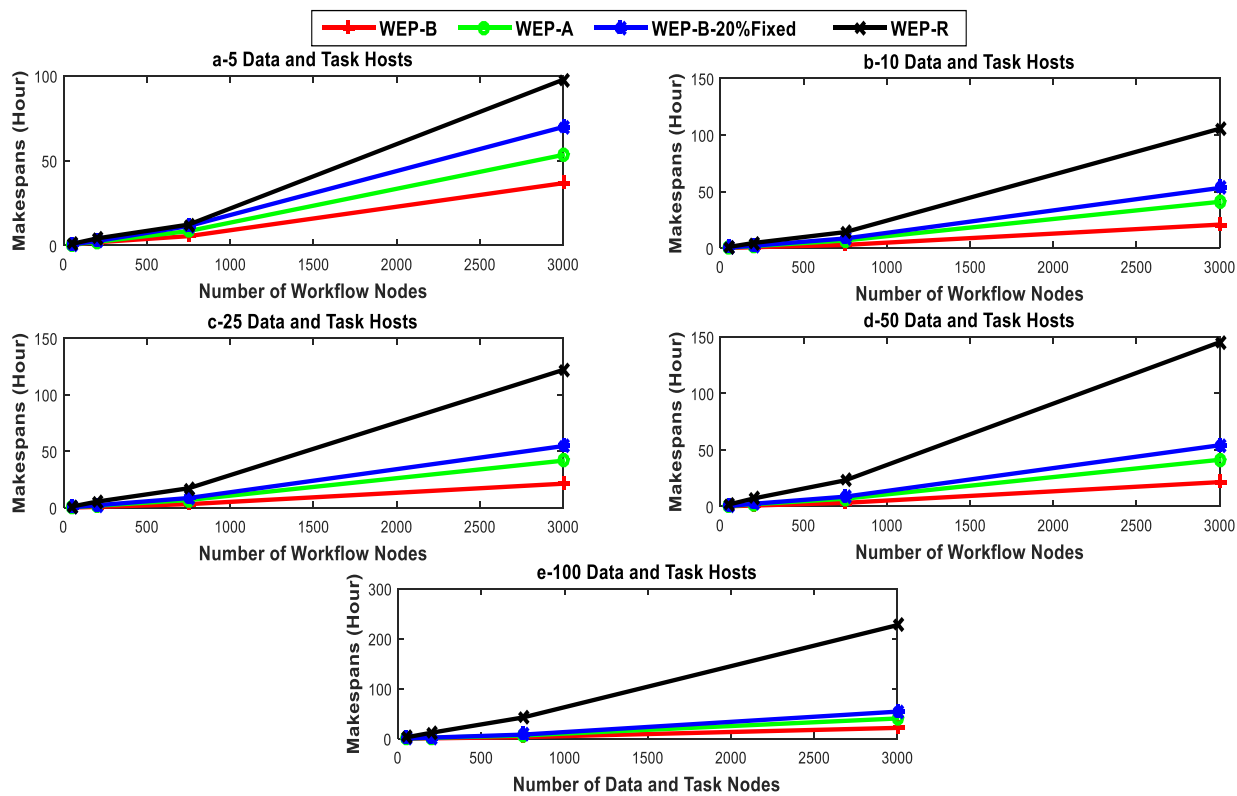 WEP-B WEP-A WEP-B-20%Fixed WEP-R
a-5 Data and Task Hosts
Makespans (Hour)
100
50
0
0 500 1000 1500 2000 2500 3000
Number of Workflow Nodes
b-10 Data and Task Hosts
Makespans (Hour)
150
100
50
0
0 500 1000 1500 2000 2500 3000
Number of Workflow Nodes
c-25 Data and Task Hosts
Makespans (Hour)
150
100
50
0
0 500 1000 1500 2000 2500 3000
Number of Workflow Nodes
d-50 Data and Task Hosts
Makespans (Hour)
150
100
50
0
0 500 1000 1500 2000 2500 3000
Number of Workflow Nodes
e-100 Data and Task Hosts
Makespans (Hour)
300
200
100
0
0 500 1000 1500 2000 2500 3000
Number of Data and Task Nodes